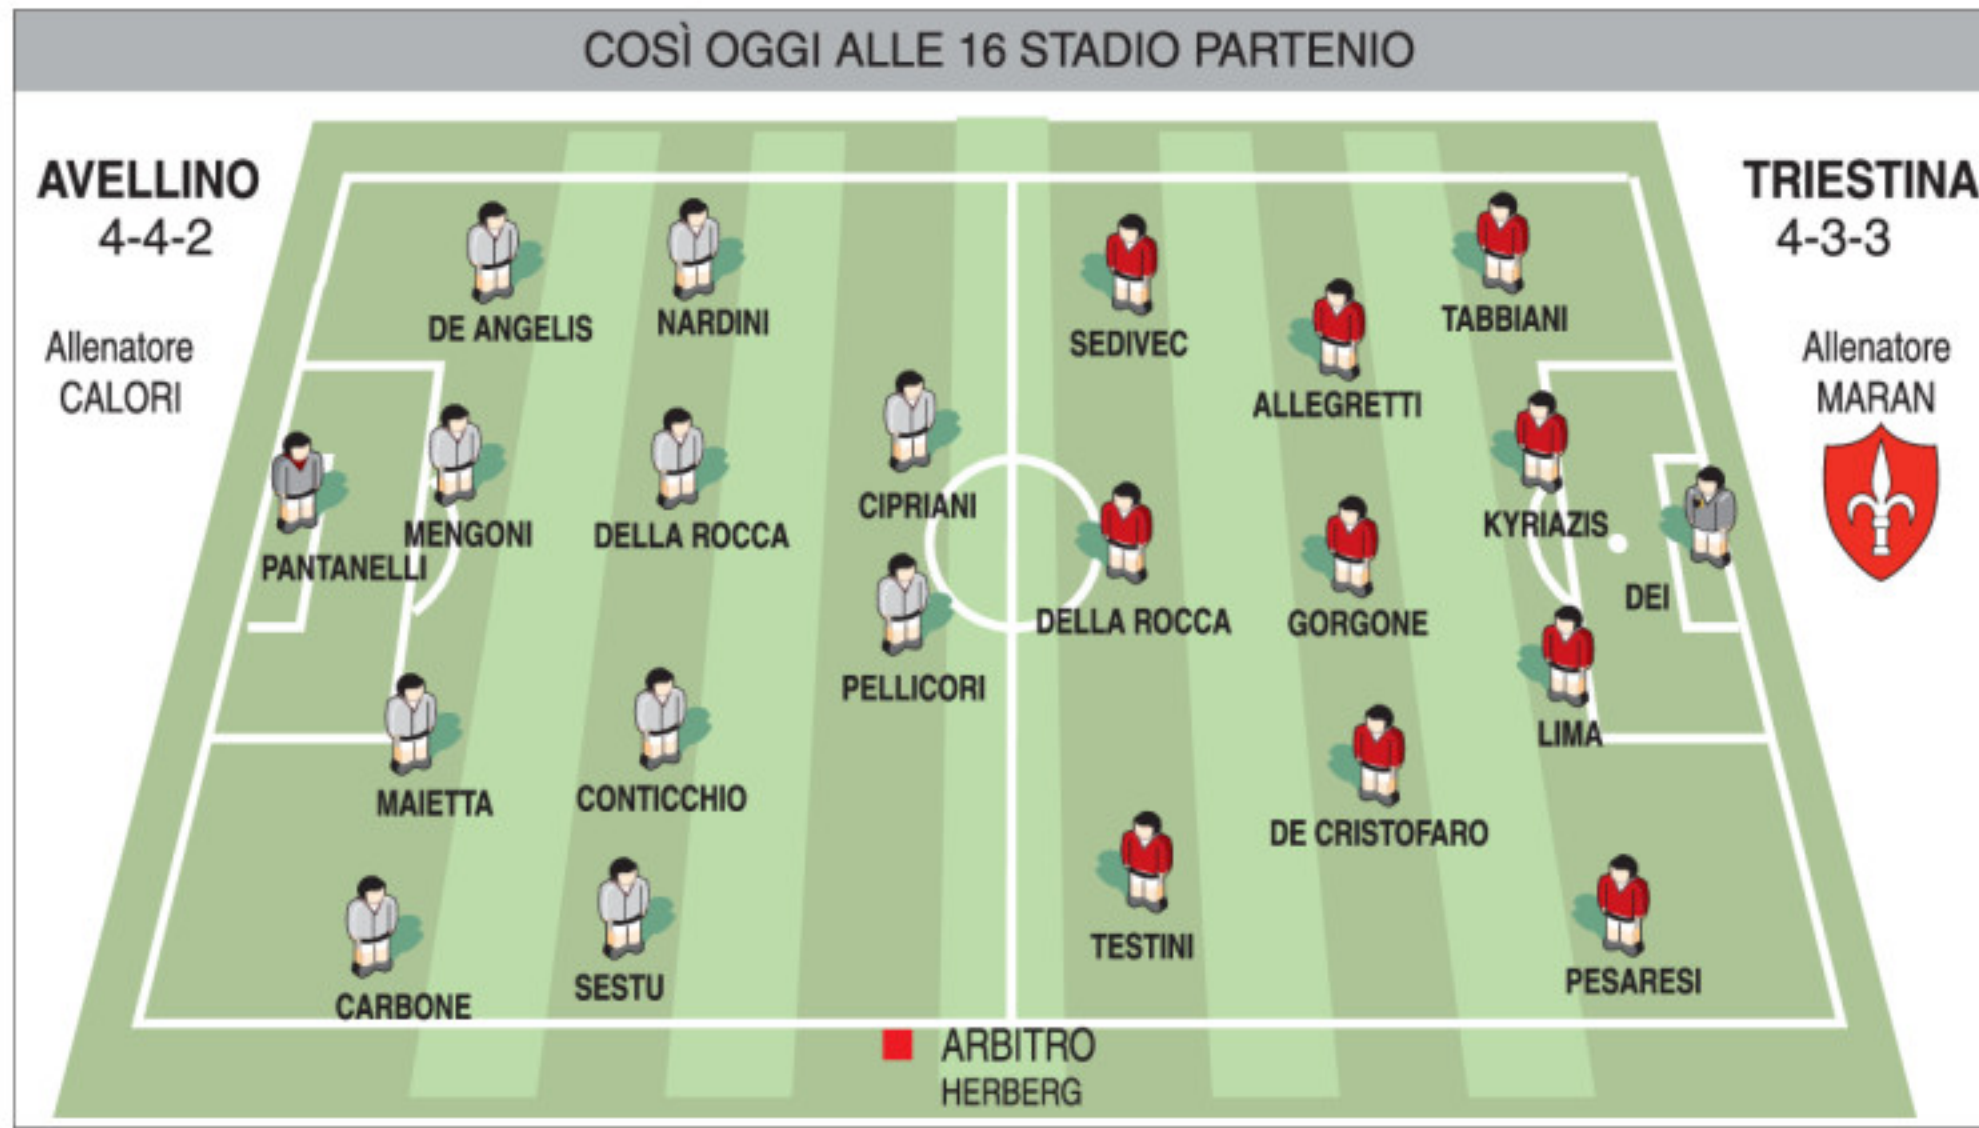 COSÌ OGGI ALLE 16 STADIO PARTENIO
AVELLINO
4-4-2
Allenatore
CALORI
TRIESTINA
4-3-3
Allenatore
MARAN
DE ANGELIS
NARDINI
SEDIVEC
TABBIANI
ALLEGRETTI
CIPRIANI
KYRIAZIS
MENGONI
DELLA ROCCA
PANTANELLI
DEI
DELLA ROCCA
GORGONE
PELLICORI
LIMA
MAIETTA
CONTICCHIO
DE CRISTOFARO
TESTINI
PESARESI
SESTU
CARBONE
ARBITRO
HERBERG